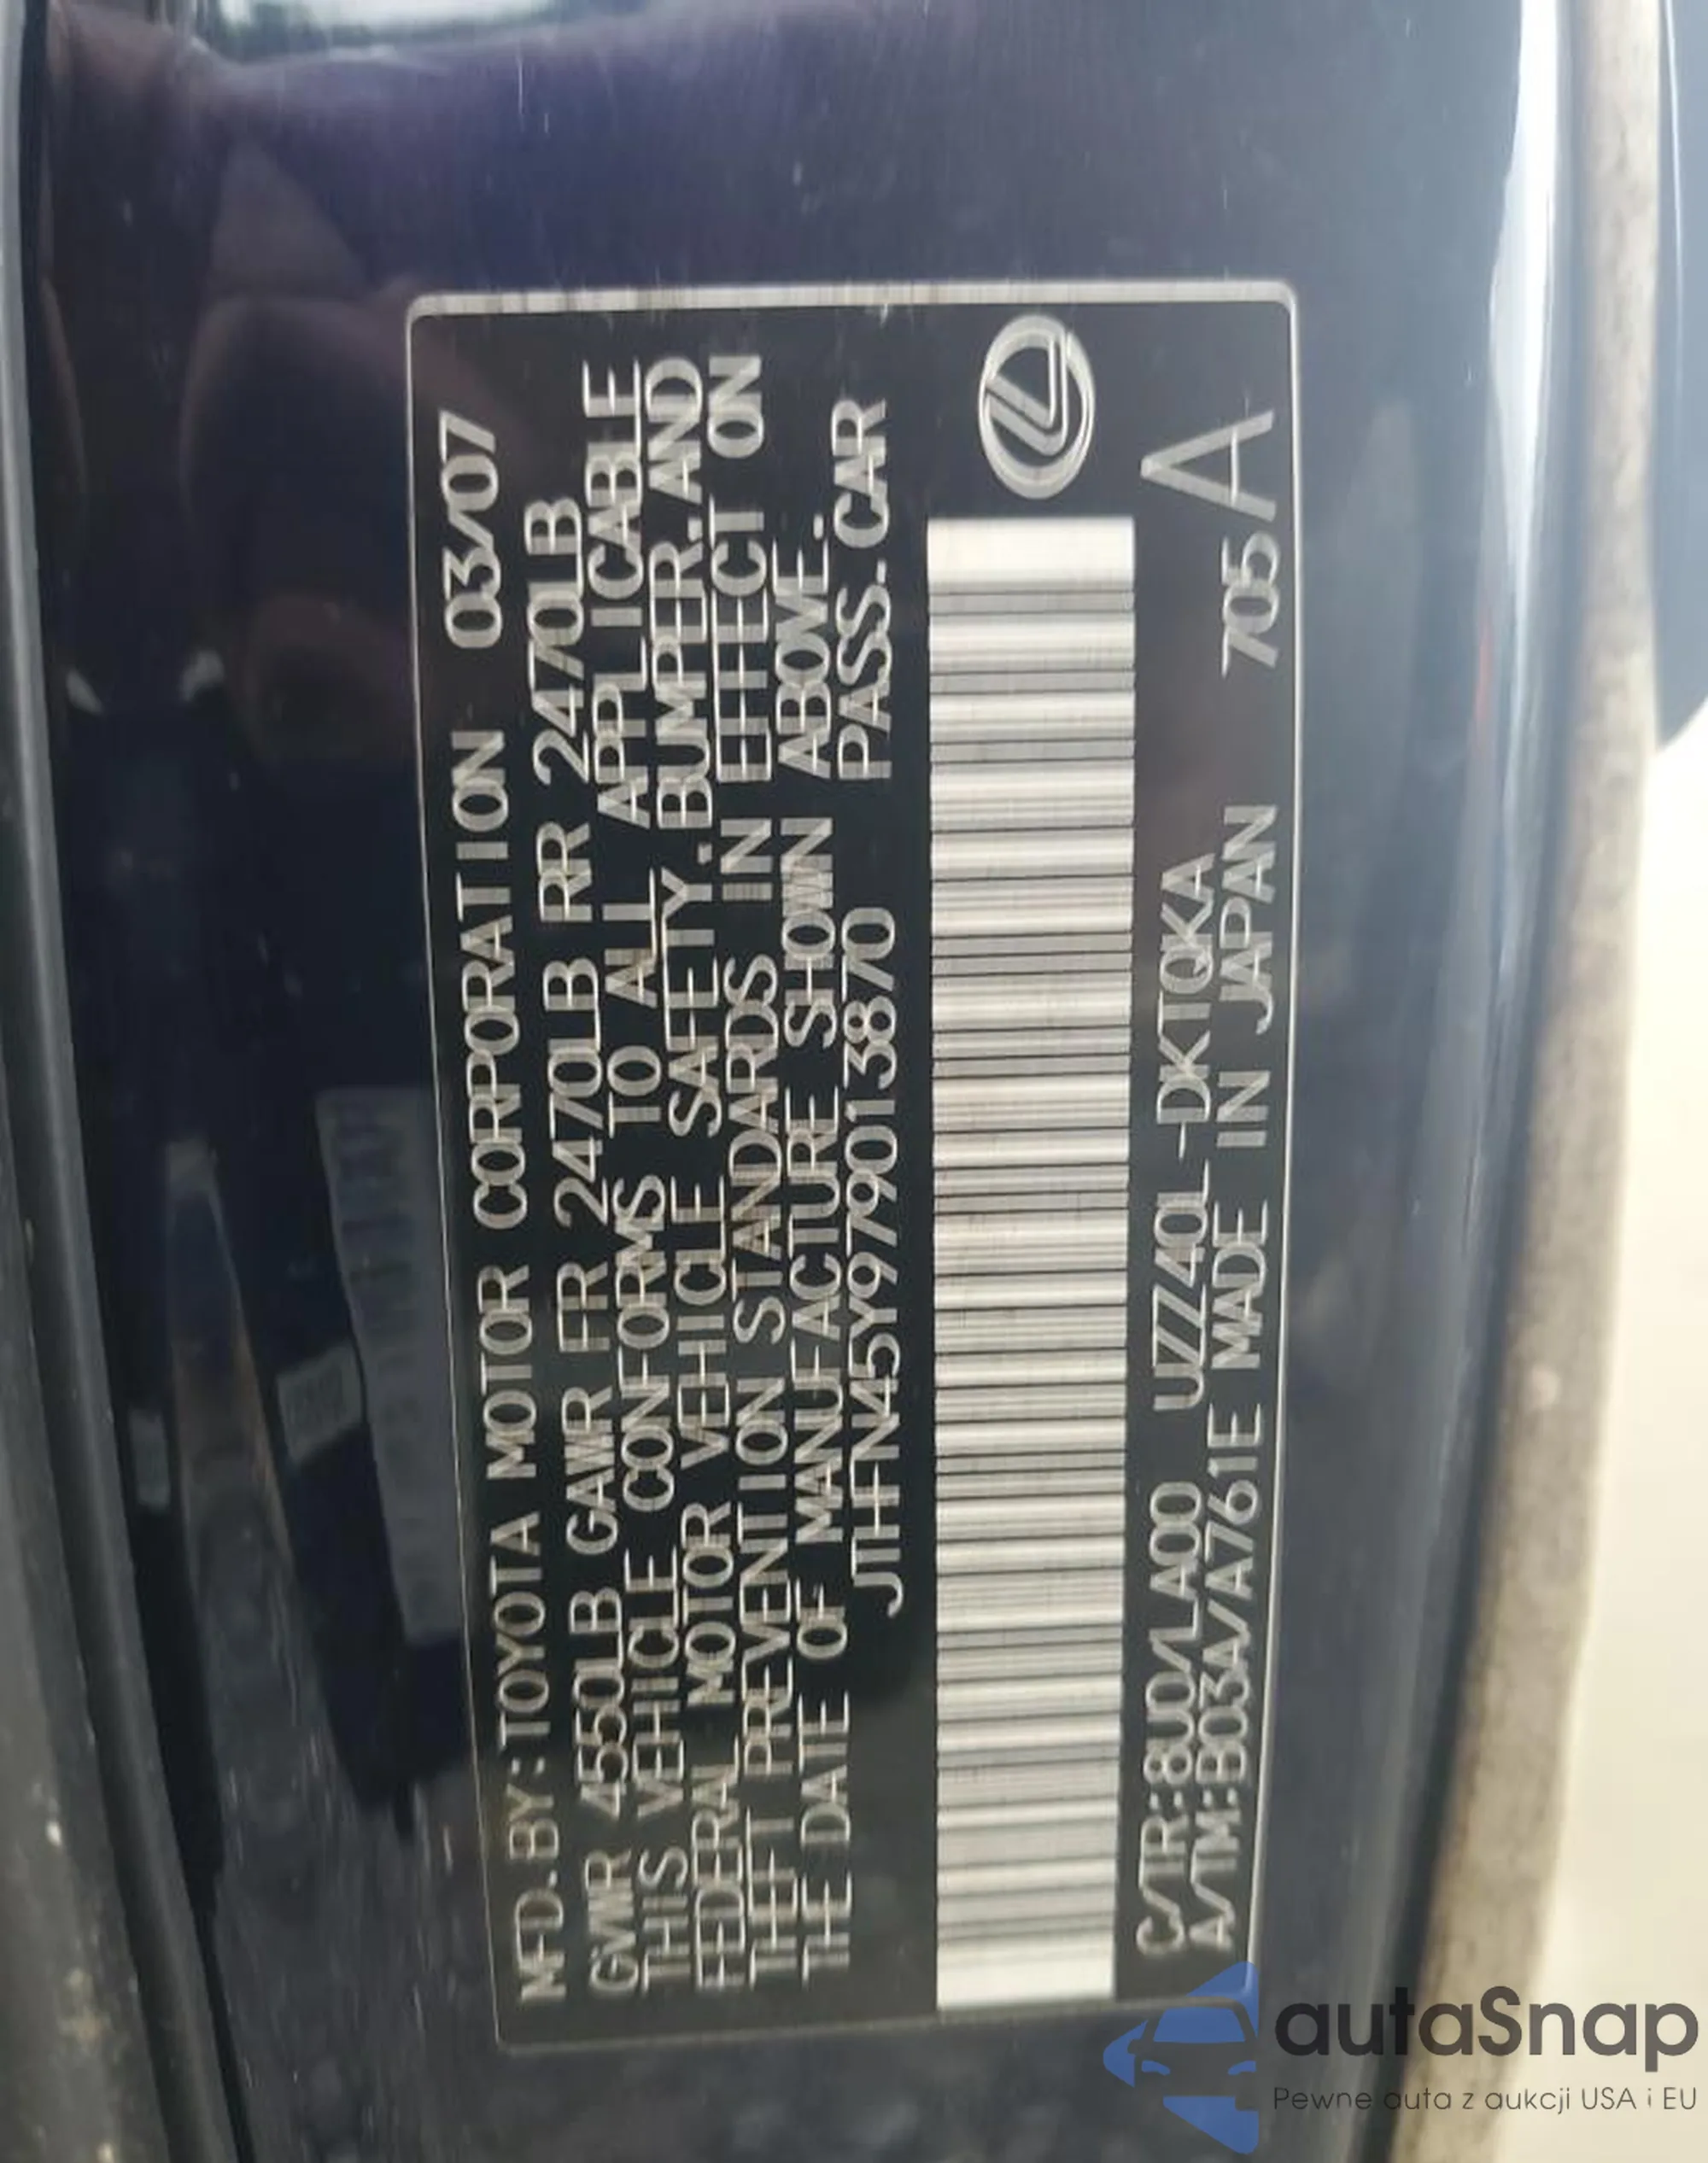 MFD.BY:TOYOTA MOTOR CORPORATION 03/07
GVWR 4550LB GAWR FR 2470LB RR 2470LB
THIS VEHICLE CONFORMS TO ALL APPLICABLE
FEDERAL MOTOR VEHICLE SAFETY. BUMPER. AND
THEFT PREVENTION STANDARDS IN EFFECT ON
THE DATE OF MANUFACTURE SHOWN ABOVE.
JTHFN45Y979013870 PASS.CAR
C/TR:8U0/LA00 UZZ40L-DKTQKA
A/TM:B03A/A761E MADE IN JAPAN 705 A
autaSnap
Pewne auta z aukcji USA i EU